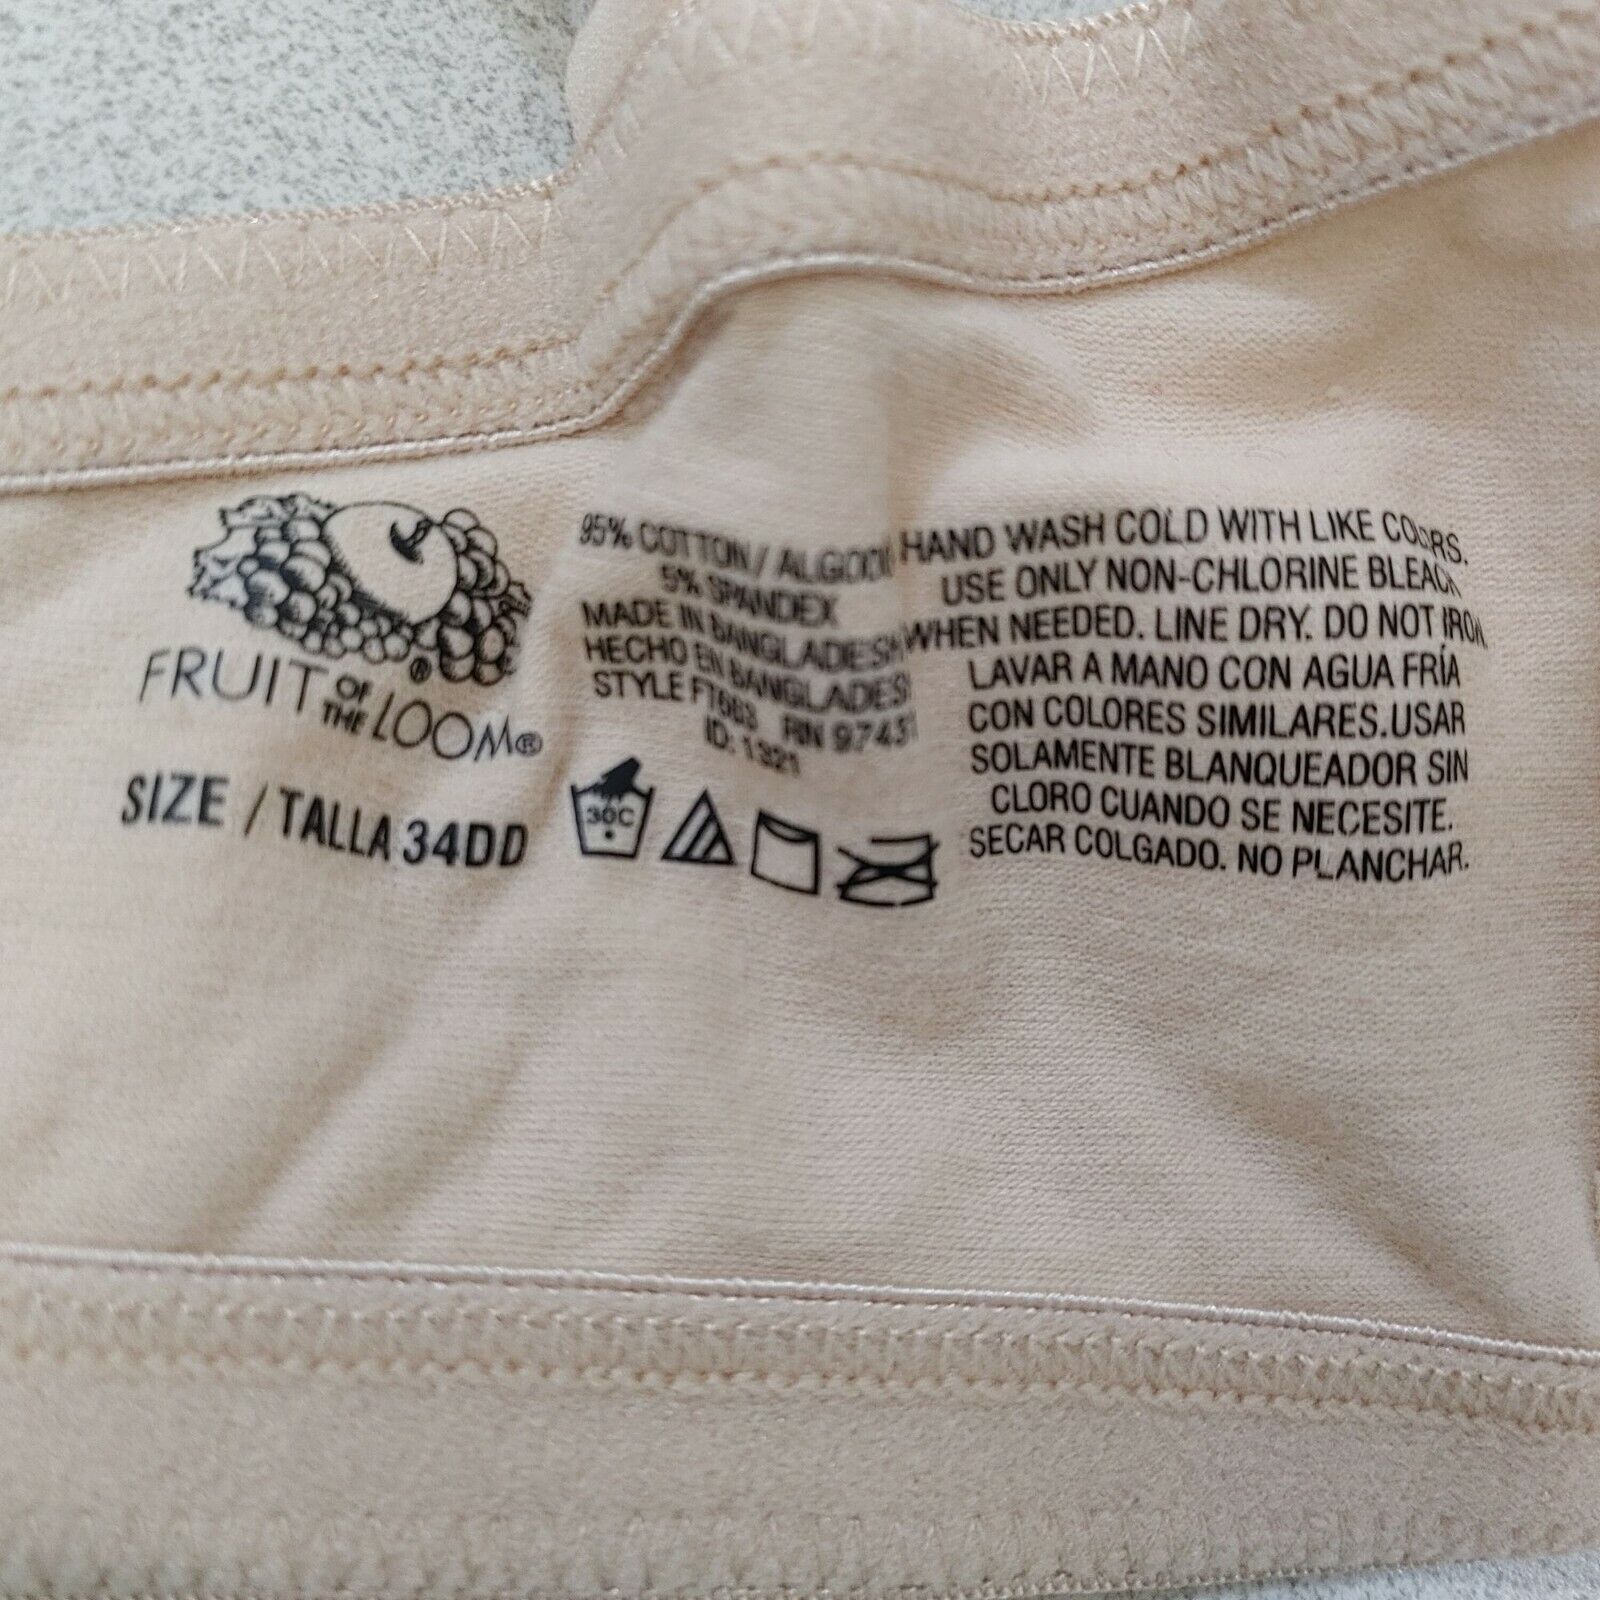 FRUIT OF THE LOOM®
SIZE / TALLA 34DD
95% COTTON / ALGODÓN
5% SPANDEX
MADE IN BANGLADESH
HECHO EN BANGLADESH
STYLE RN 9745
ID: 1321
30C
HAND WASH COLD WITH LIKE COLORS.
USE ONLY NON-CHLORINE BLEACH
WHEN NEEDED. LINE DRY. DO NOT IRON
LAVAR A MANO CON AGUA FRÍA
CON COLORES SIMILARES.USAR
SOLAMENTE BLANQUEADOR SIN
CLORO CUANDO SE NECESITE.
SECAR COLGADO. NO PLANCHAR.